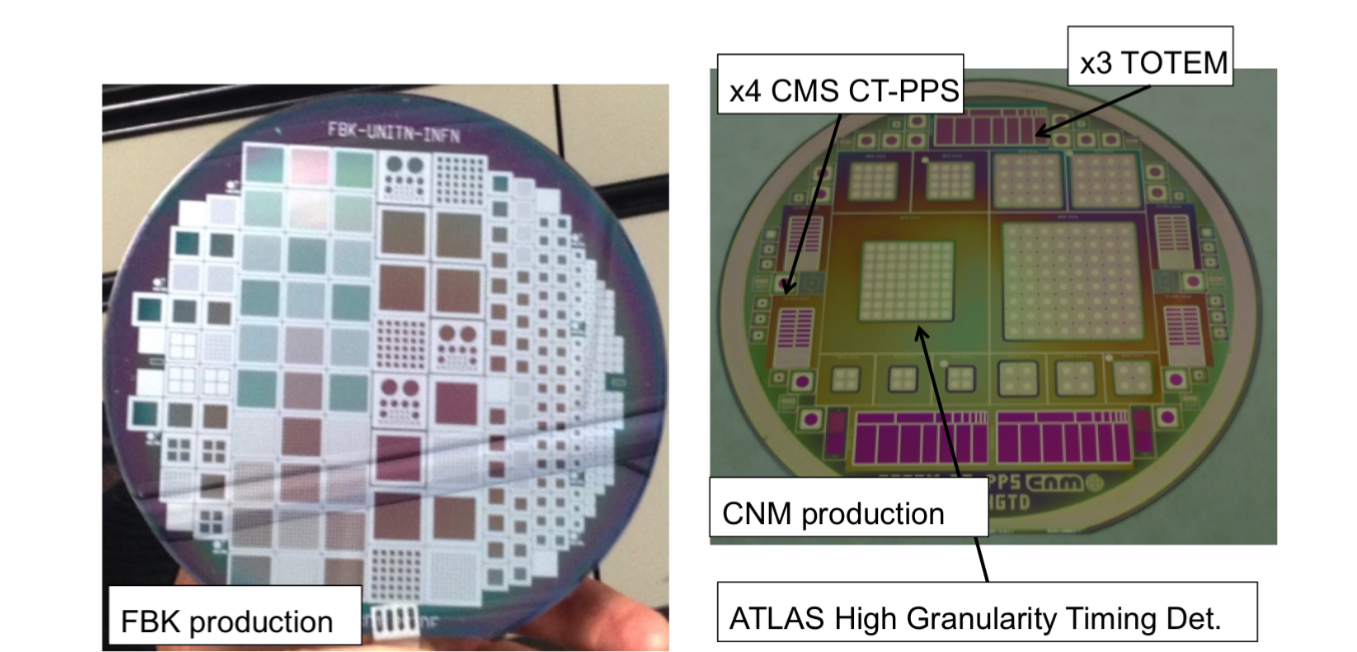 x4 CMS CT-PPS
x3 TOTEM
FBK-UNITN-INFN
PPS CNM
HGTD
CNM production
FBK production
ATLAS High Granularity Timing Det.